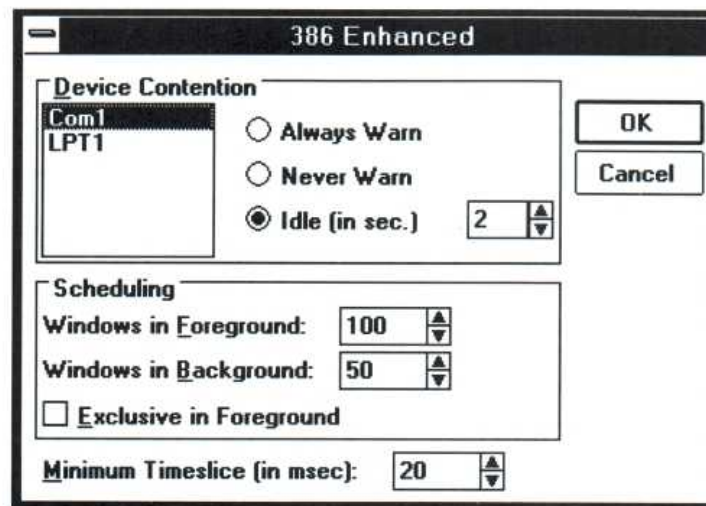 386 Enhanced
Device Contention
Com1
LPT1
Always Warn
Never Warn
Idle (in sec.)
2
OK
Cancel
Scheduling
Windows in Foreground:
100
Windows in Background:
50
Exclusive in Foreground
Minimum Timeslice (in msec):
20